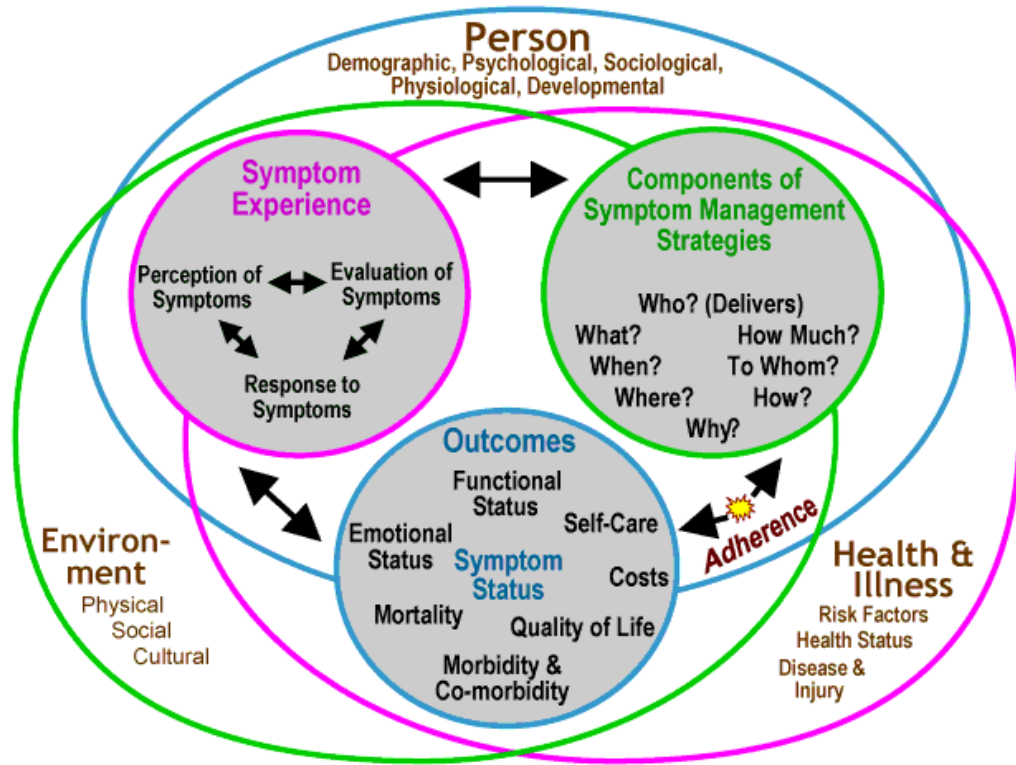 Person
Demographic, Psychological, Sociological,
Physiological, Developmental
Symptom
Experience
Perception of
Symptoms
Evaluation of
Symptoms
Response to
Symptoms
Components of
Symptom Management
Strategies
Who? (Delivers)
What?
How Much?
When?
To Whom?
Where?
How?
Why?
Outcomes
Functional
Status
Self-Care
Emotional
Status
Symptom
Status
Costs
Mortality
Quality of Life
Morbidity &
Co-morbidity
Adherence
Environ-
ment
Physical
Social
Cultural
Health &
Illness
Risk Factors
Health Status
Disease &
Injury